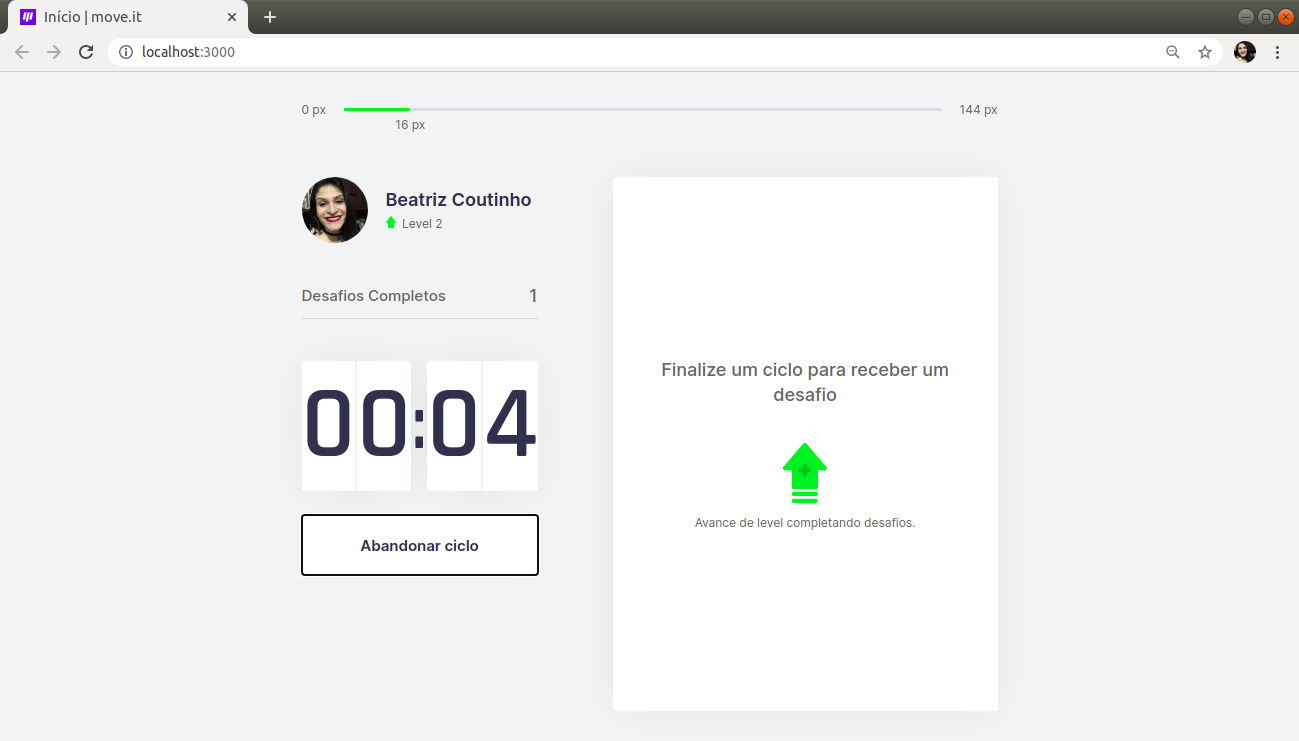 Início | move.it
localhost:3000
0 px
144 px
16 px
Beatriz Coutinho
Level 2
Desafios Completos 1
00:04
Abandonar ciclo
Finalize um ciclo para receber um
desafio
Avance de level completando desafios.